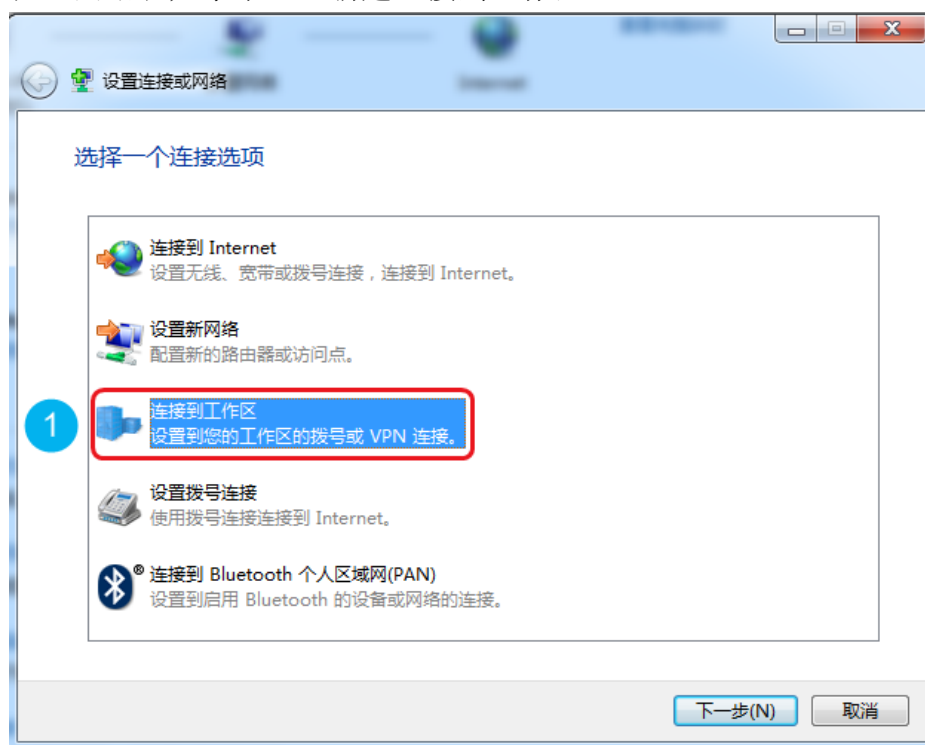 设置连接或网络
选择一个连接选项
连接到 Internet
设置无线、宽带或拨号连接，连接到 Internet。
设置新网络
配置新的路由器或访问点。
1
连接到工作区
设置到您的工作区的拨号或 VPN 连接。
设置拨号连接
使用拨号连接连接到 Internet。
® 连接到 Bluetooth 个人区域网(PAN)
设置到启用 Bluetooth 的设备或网络的连接。
下一步(N) 取消